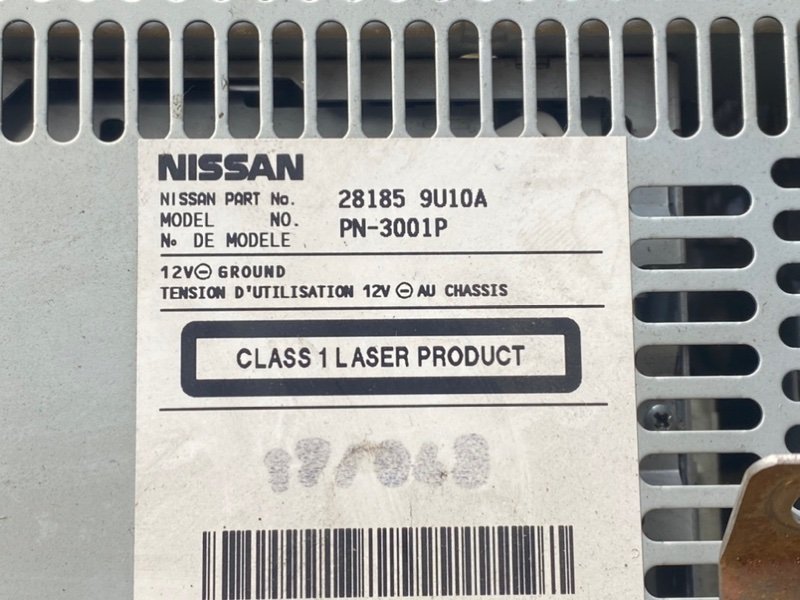 NISSAN
NISSAN PART No. 28185 9U10A
MODEL NO. PN-3001P
No DE MODELE
12V⊖ GROUND
TENSION D'UTILISATION 12V ⊖ AU CHASSIS
CLASS 1 LASER PRODUCT